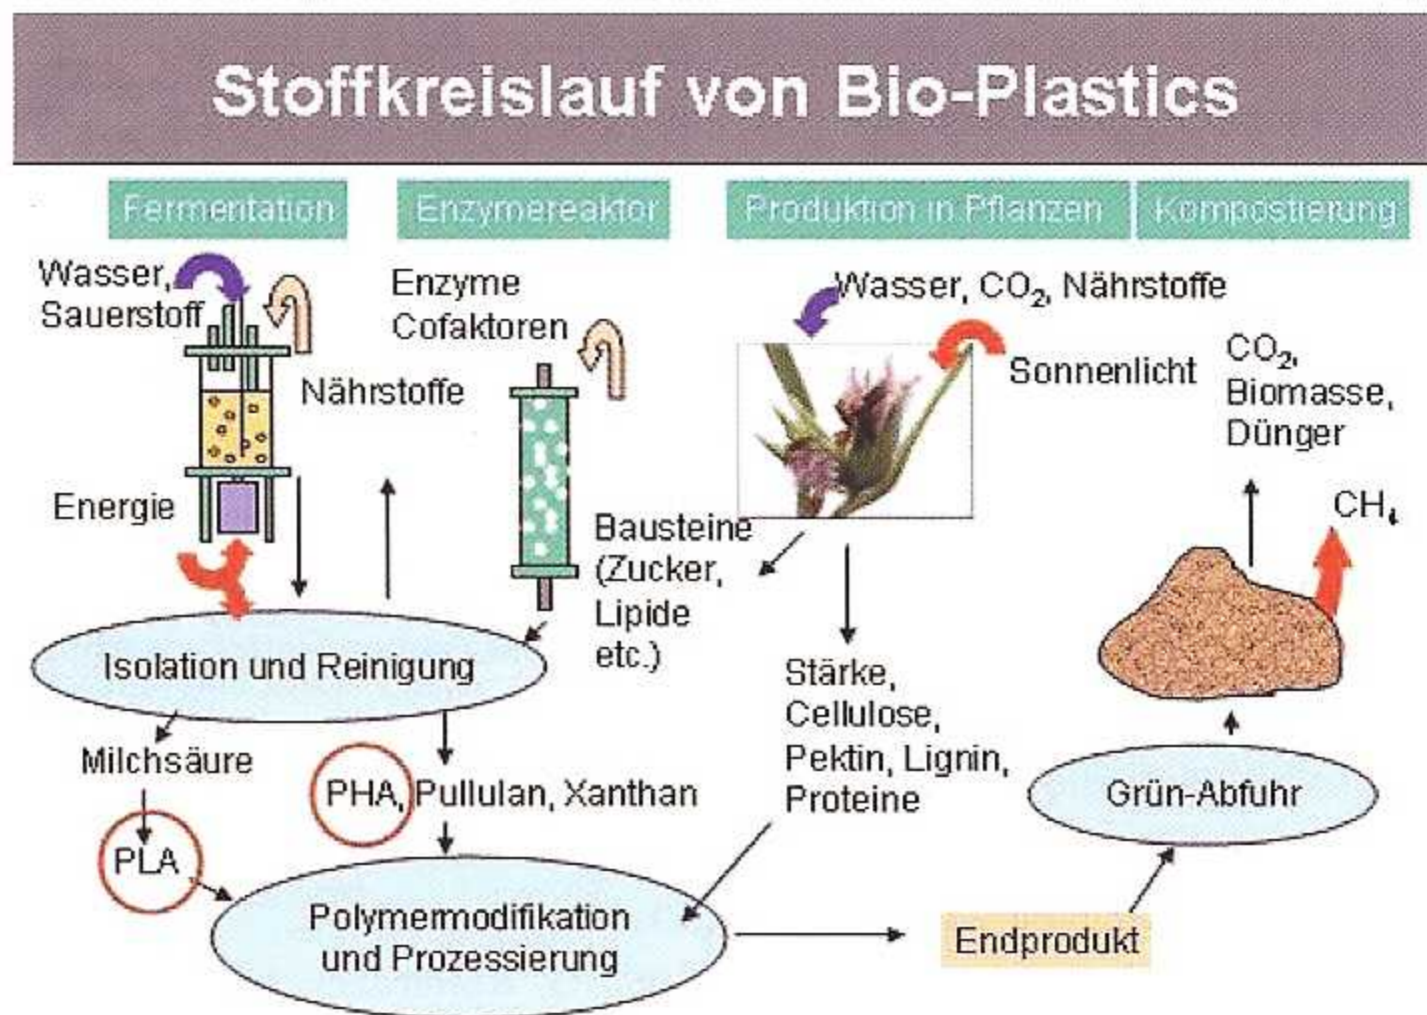 Stoffkreislauf von Bio-Plastics
Fermentation
Enzymereaktor
Produktion in Pflanzen
Kompostierung
Wasser,
Sauerstoff
Nährstoffe
Energie
Enzyme
Cofaktoren
Bausteine
(Zucker,
Lipide
etc.)
Wasser, CO₂, Nährstoffe
Sonnenlicht
CO₂,
Biomasse,
Dünger
CH₄
Isolation und Reinigung
Milchsäure
PLA
PHA, Pullulan, Xanthan
Stärke,
Cellulose,
Pektin, Lignin,
Proteine
Grün-Abfuhr
Polymermodifikation
und Prozessierung
Endprodukt